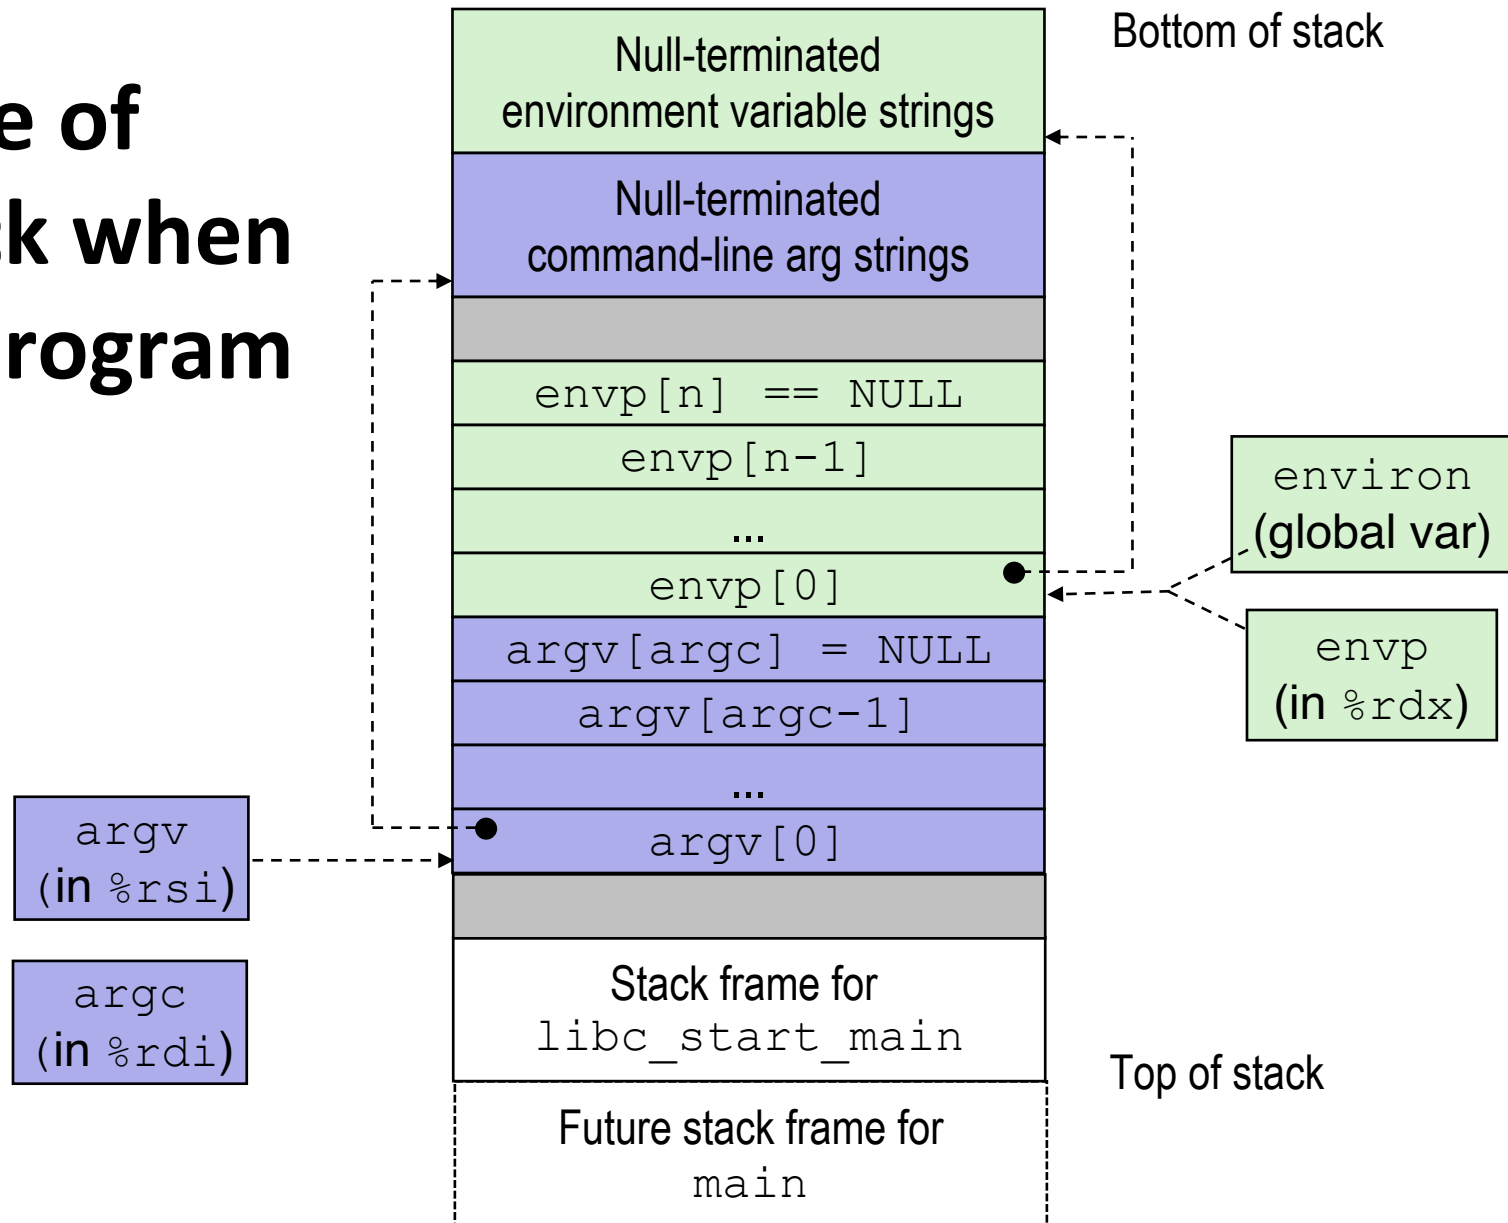 e of
ck when
rogram
Bottom of stack
Null-terminated
environment variable strings
Null-terminated
command-line arg strings
envp[n] == NULL
envp[n-1]
...
envp[0]
argv[argc] = NULL
argv[argc-1]
...
argv[0]
environ
(global var)
envp
(in %rdx)
argv
(in %rsi)
argc
(in %rdi)
Stack frame for
libc_start_main
Top of stack
Future stack frame for
main